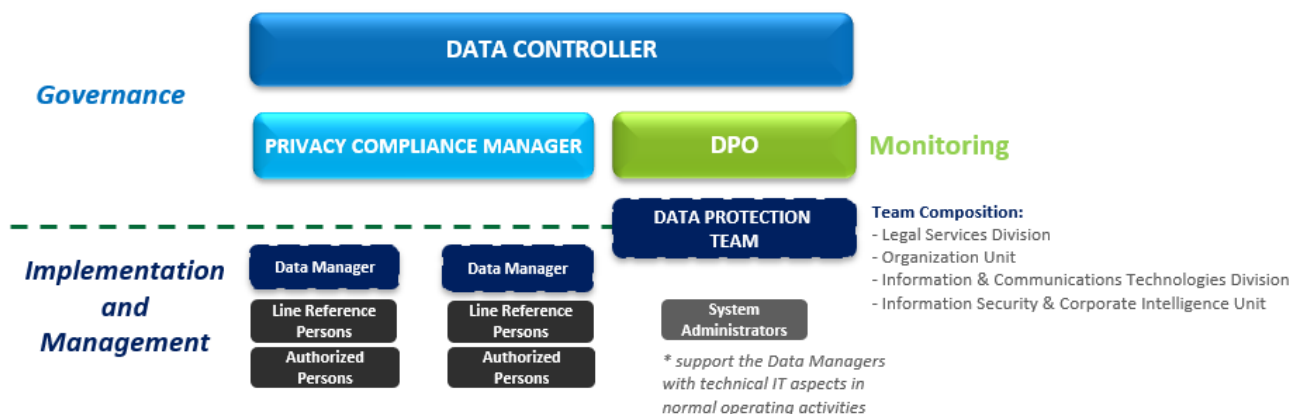 DATA CONTROLLER
Governance
PRIVACY COMPLIANCE MANAGER
DPO
Monitoring
DATA PROTECTION
TEAM
Team Composition:
- Legal Services Division
- Organization Unit
- Information & Communications Technologies Division
- Information Security & Corporate Intelligence Unit
Implementation
and
Management
Data Manager
Line Reference
Persons
Authorized
Persons
Data Manager
Line Reference
Persons
Authorized
Persons
System
Administrators
* support the Data Managers
with technical IT aspects in
normal operating activities